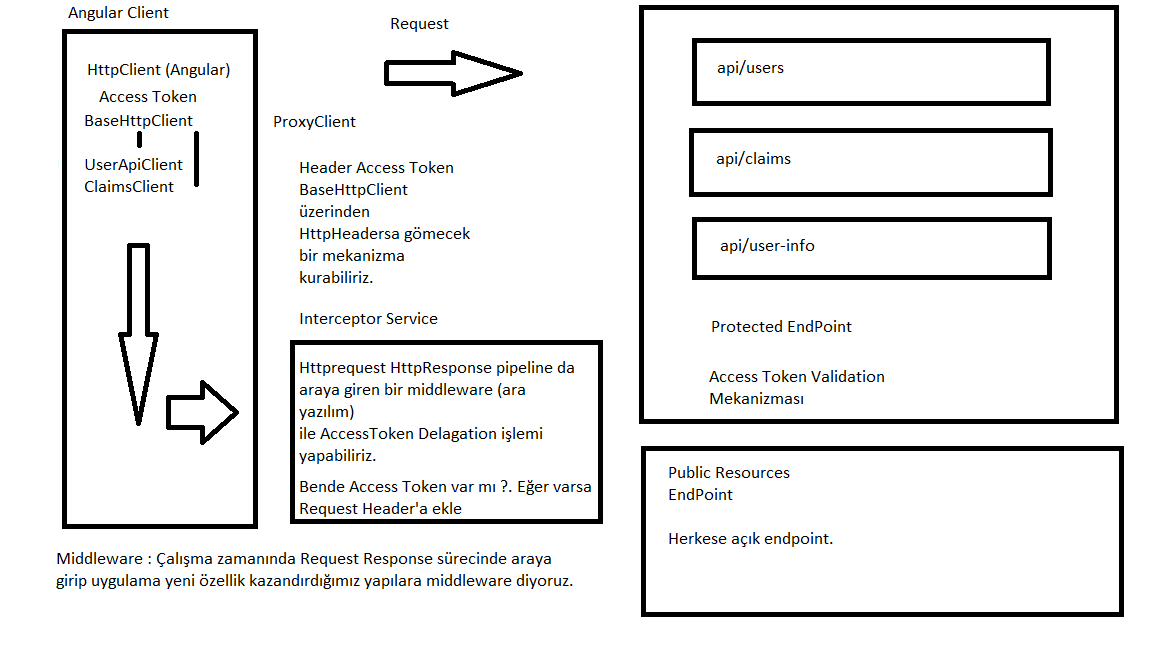 Angular Client
HttpClient (Angular)
Access Token
BaseHttpClient
UserApiClient
ClaimsClient
Request
ProxyClient
Header Access Token
BaseHttpClient
üzerinden
HttpHeadersa gömecek
bir mekanizma
kurabiliriz.
Interceptor Service
Httprequest HttpResponse pipeline da
araya giren bir middleware (ara
yazılım)
ile AccessToken Delagation işlemi
yapabiliriz.
Bende Access Token var mı ?. Eğer varsa
Request Header'a ekle
Middleware : Çalışma zamanında Request Response sürecinde araya
girip uygulama yeni özellik kazandırdığımız yapılara middleware diyoruz.
api/users
api/claims
api/user-info
Protected EndPoint
Access Token Validation
Mekanizması
Public Resources
EndPoint
Herkese açık endpoint.